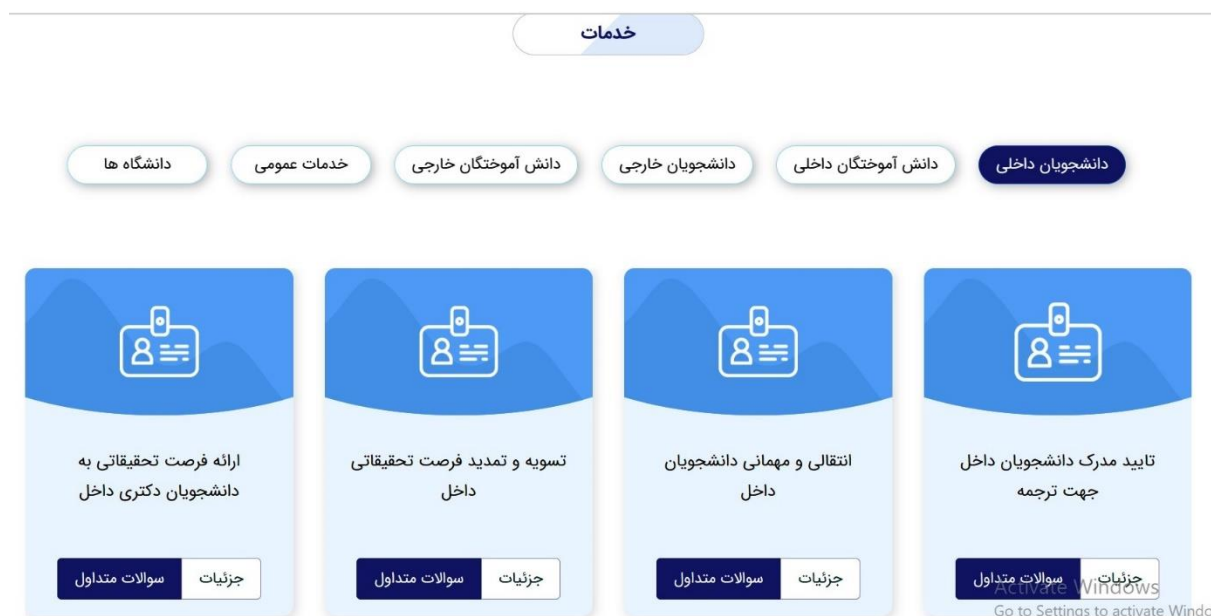 خدمات
دانشجویان داخلی
دانش آموختگان داخلی
دانشجویان خارجی
دانش آموختگان خارجی
خدمات عمومی
دانشگاه ها
تایید مدرک دانشجویان داخل
جهت ترجمه
جزئیات
سوالات متداول
انتقالی و مهمانی دانشجویان
داخل
جزئیات
سوالات متداول
تسویه و تمدید فرصت تحقیقاتی
داخل
جزئیات
سوالات متداول
ارائه فرصت تحقیقاتی به
دانشجویان دکتری داخل
جزئیات
سوالات متداول
Activate Windows
Go to Settings to activate